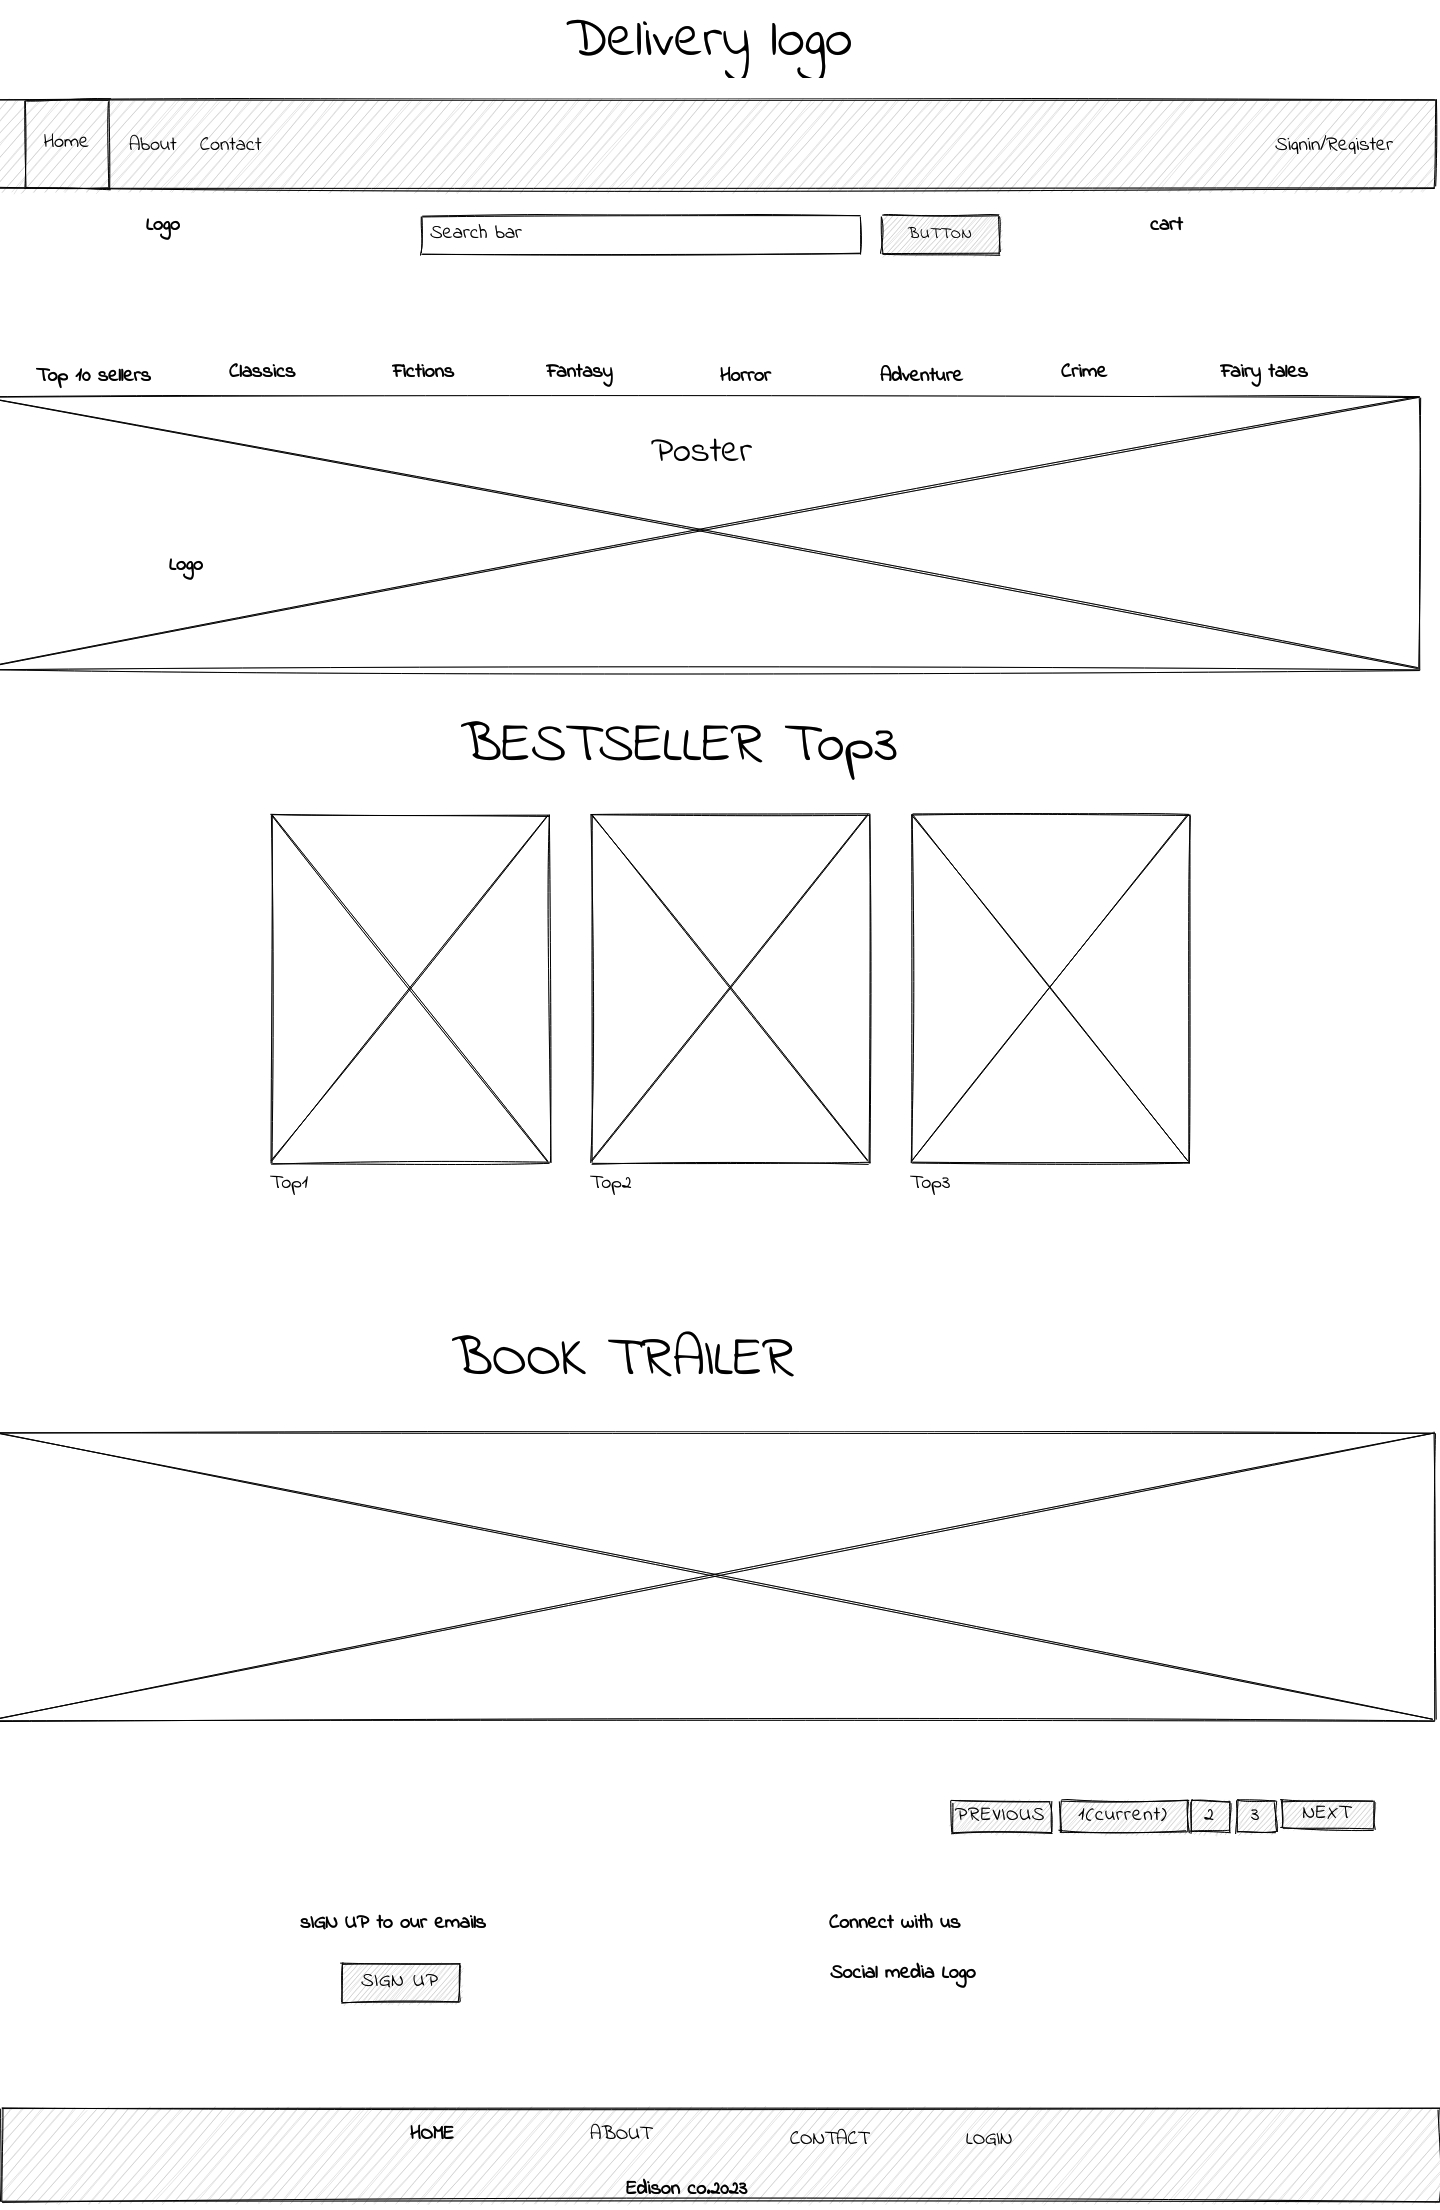 Delivery logo
Home About Contact Signin/Register
Logo Search bar BUTTON cart
Top 10 sellers Classics Fictions Fantasy Horror Adventure Crime Fairy tales
Poster
Logo
BESTSELLER Top3
Top1 Top2 Top3
BOOK TRAILER
PREVIOUS 1(current) 2 3 NEXT
sIGN UP to our emails Connect with us
SIGN UP Social media Logo
HOME ABOUT CONTACT LOGIN
Edison co.2023